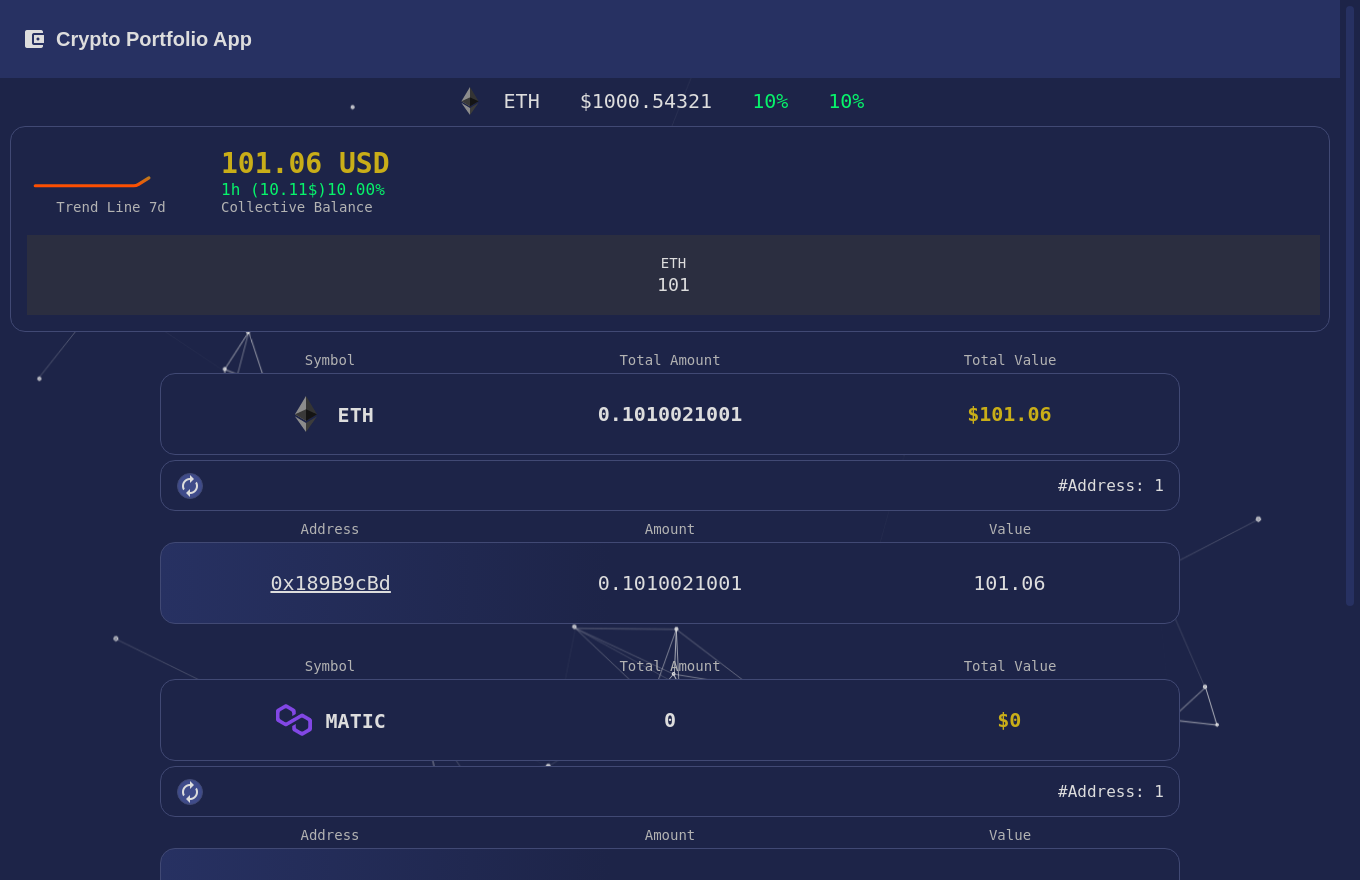 Crypto Portfolio App
ETH $1000.54321 10% 10%
101.06 USD
1h (10.11$)10.00%
Trend Line 7d Collective Balance
ETH
101
Symbol Total Amount Total Value
ETH 0.1010021001 $101.06
#Address: 1
Address Amount Value
0x189B9cBd 0.1010021001 101.06
Symbol Total Amount Total Value
MATIC 0 $0
#Address: 1
Address Amount Value